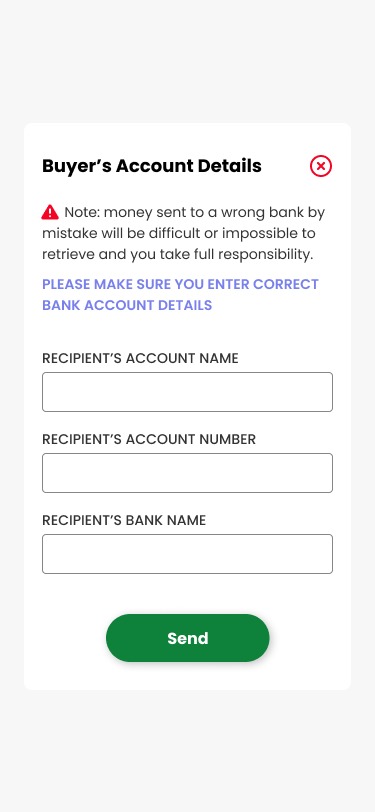 Buyer’s Account Details
Note: money sent to a wrong bank by
mistake will be difficult or impossible to
retrieve and you take full responsibility.
PLEASE MAKE SURE YOU ENTER CORRECT
BANK ACCOUNT DETAILS
RECIPIENT’S ACCOUNT NAME
RECIPIENT’S ACCOUNT NUMBER
RECIPIENT’S BANK NAME
Send